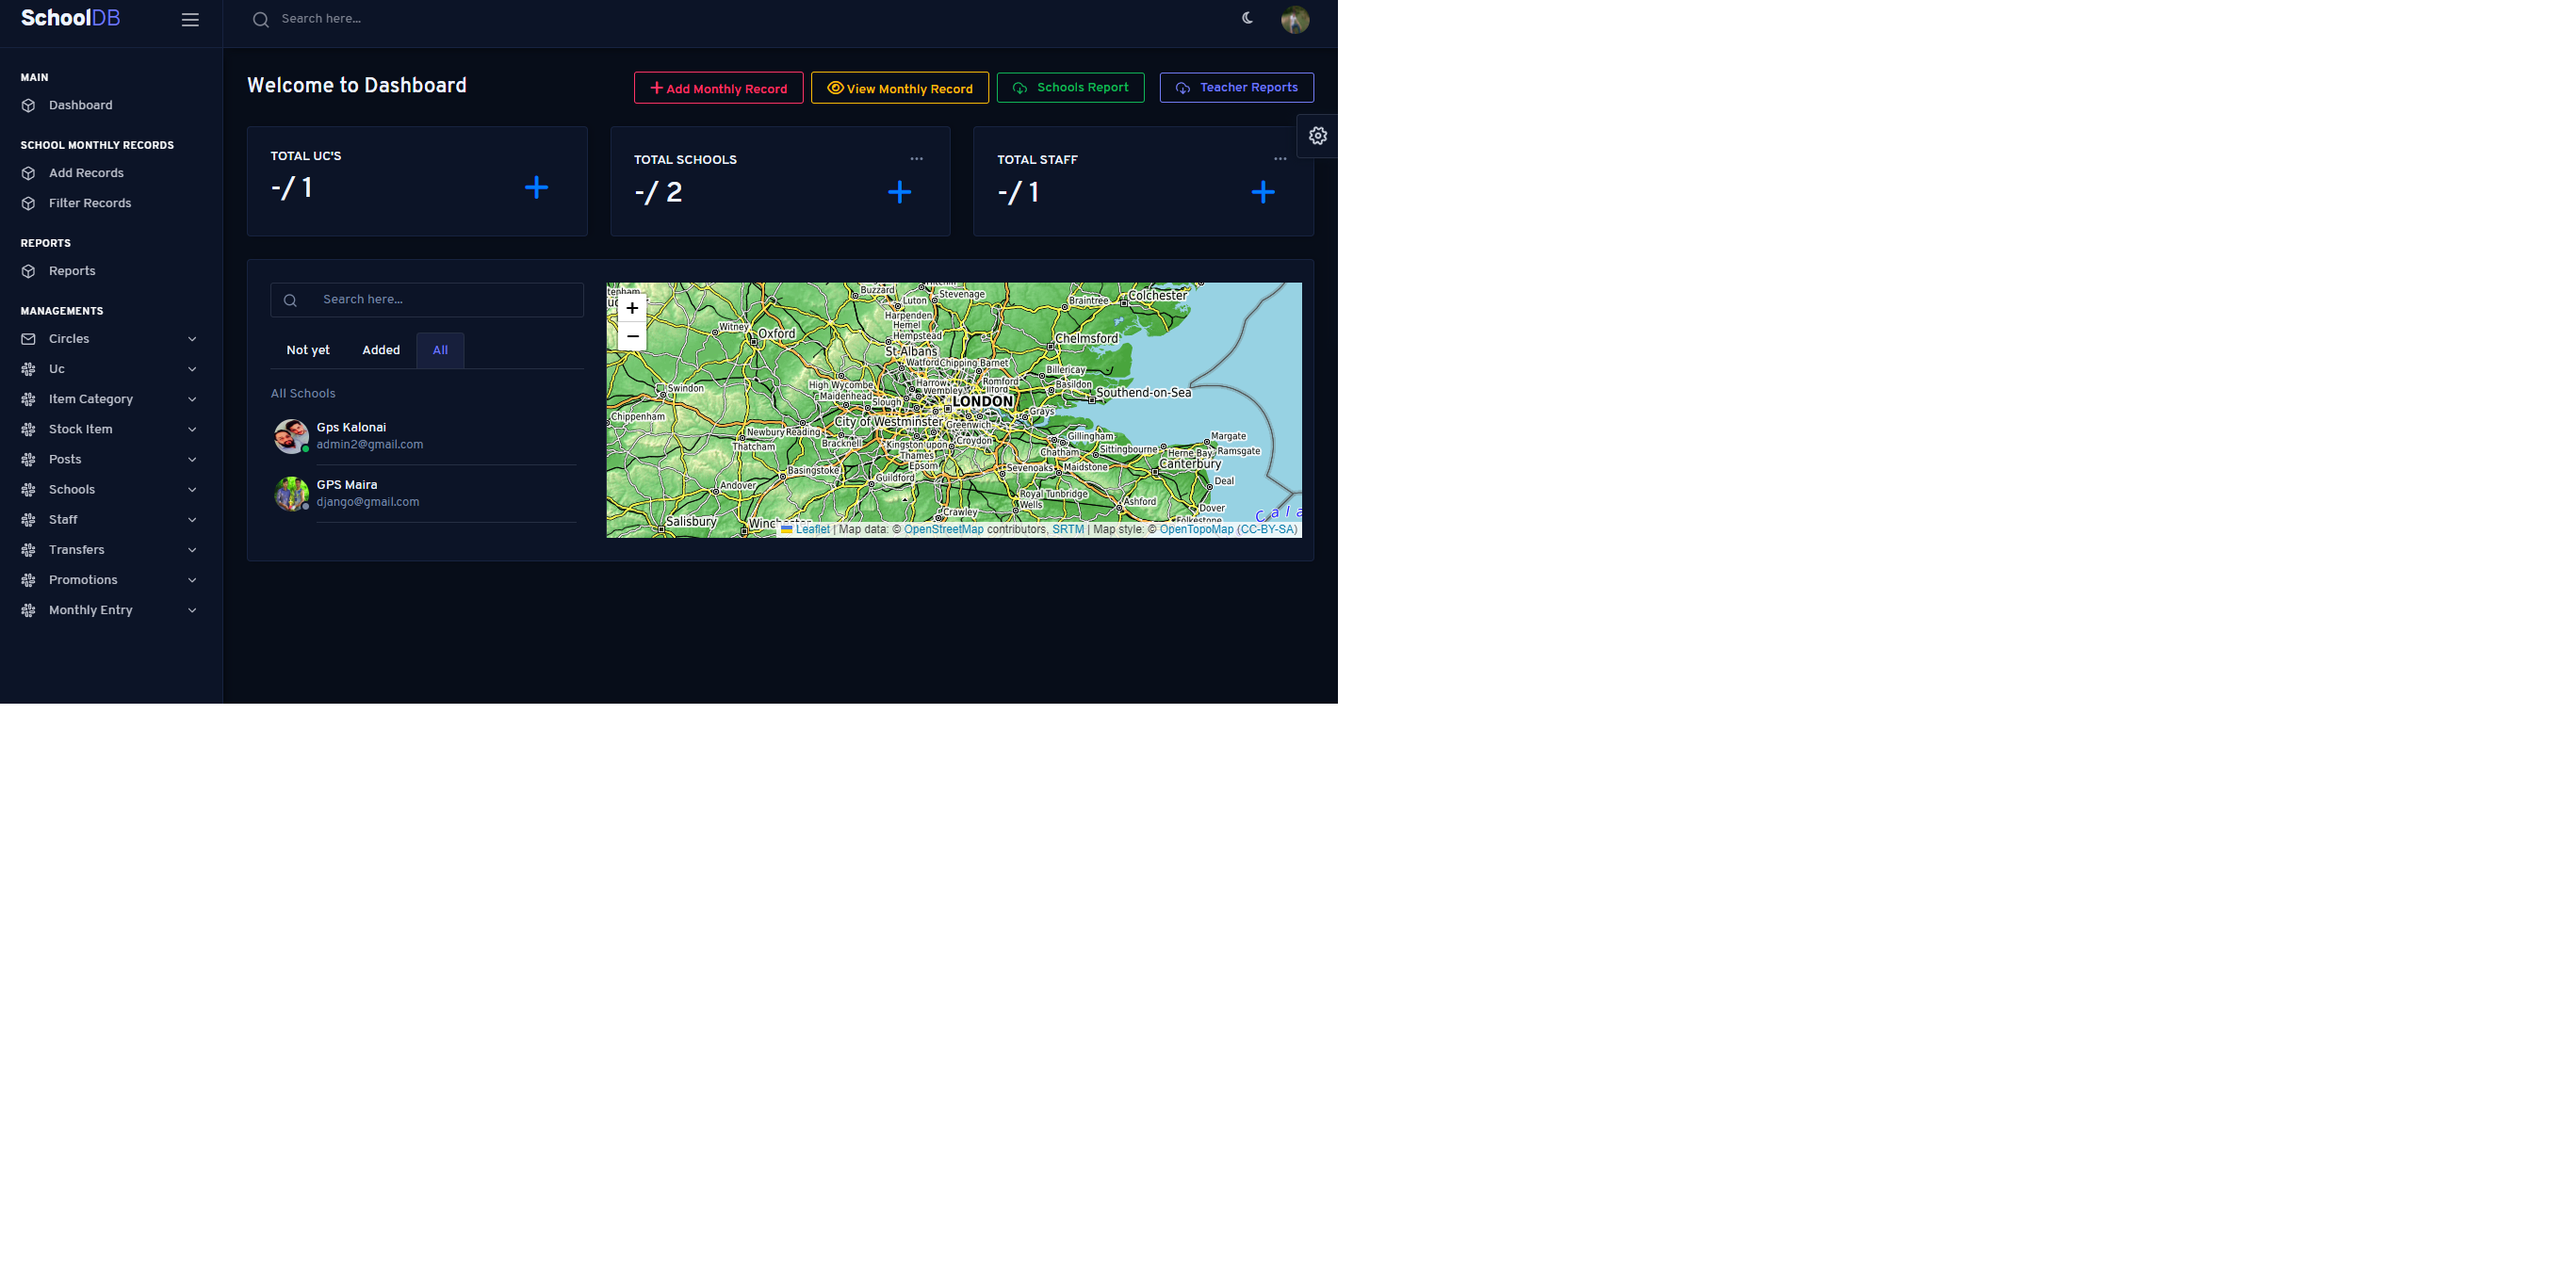 SchoolDB
Search here...
MAIN
Dashboard
SCHOOL MONTHLY RECORDS
Add Records
Filter Records
REPORTS
Reports
MANAGEMENTS
Circles
Uc
Item Category
Stock Item
Posts
Schools
Staff
Transfers
Promotions
Monthly Entry
Welcome to Dashboard
Add Monthly Record
View Monthly Record
Schools Report
Teacher Reports
TOTAL UC'S
-/ 1
TOTAL SCHOOLS
-/ 2
TOTAL STAFF
-/ 1
Search here...
Not yet Added All
All Schools
Gps Kalonai
admin2@gmail.com
GPS Maira
django@gmail.com
+
−
Buzzard
Luton
Stevenage
Braintree
Colchester
Harpenden
Hemel
Hempstead
Witney
Oxford
Chelmsford
St Albans
Watford
Chipping Barnet
Billericay
Swindon
High Wycombe
Harrow
Romford
Ilford
Basildon
Maidenhead
Wembley
Slough
LONDON
Southend-on-Sea
Chippenham
City of Westminster
Grays
Greenwich
Newbury
Reading
Bracknell
Croydon
Gillingham
Margate
Thatcham
Kingston upon
Thames
Chatham
Sittingbourne
Herne Bay
Ramsgate
Epsom
Canterbury
Basingstoke
Sevenoaks
Maidstone
Guildford
Deal
Andover
Royal Tunbridge
Wells
Ashford
Dover
Crawley
Salisbury
Folkestone
Leaflet | Map data: © OpenStreetMap contributors, SRTM | Map style: © OpenTopoMap (CC-BY-SA)